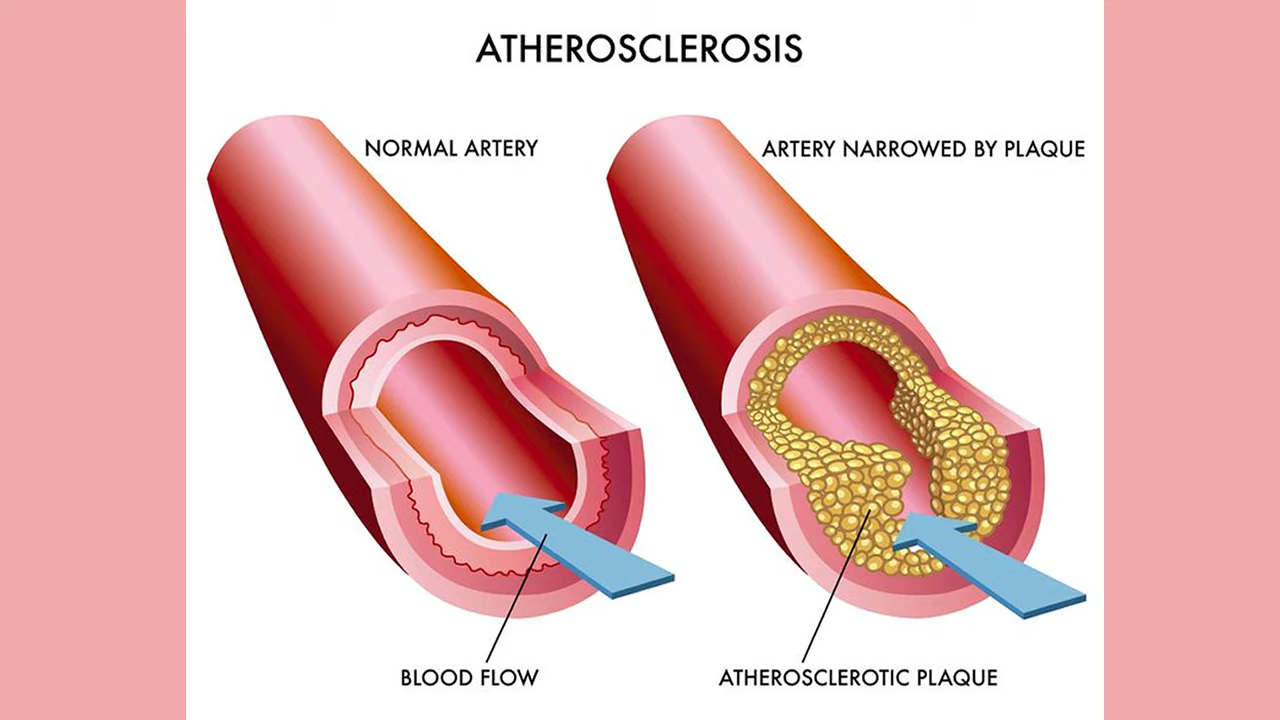 ATHEROSCLEROSIS
NORMAL ARTERY
ARTERY NARROWED BY PLAQUE
BLOOD FLOW
ATHEROSCLEROTIC PLAQUE